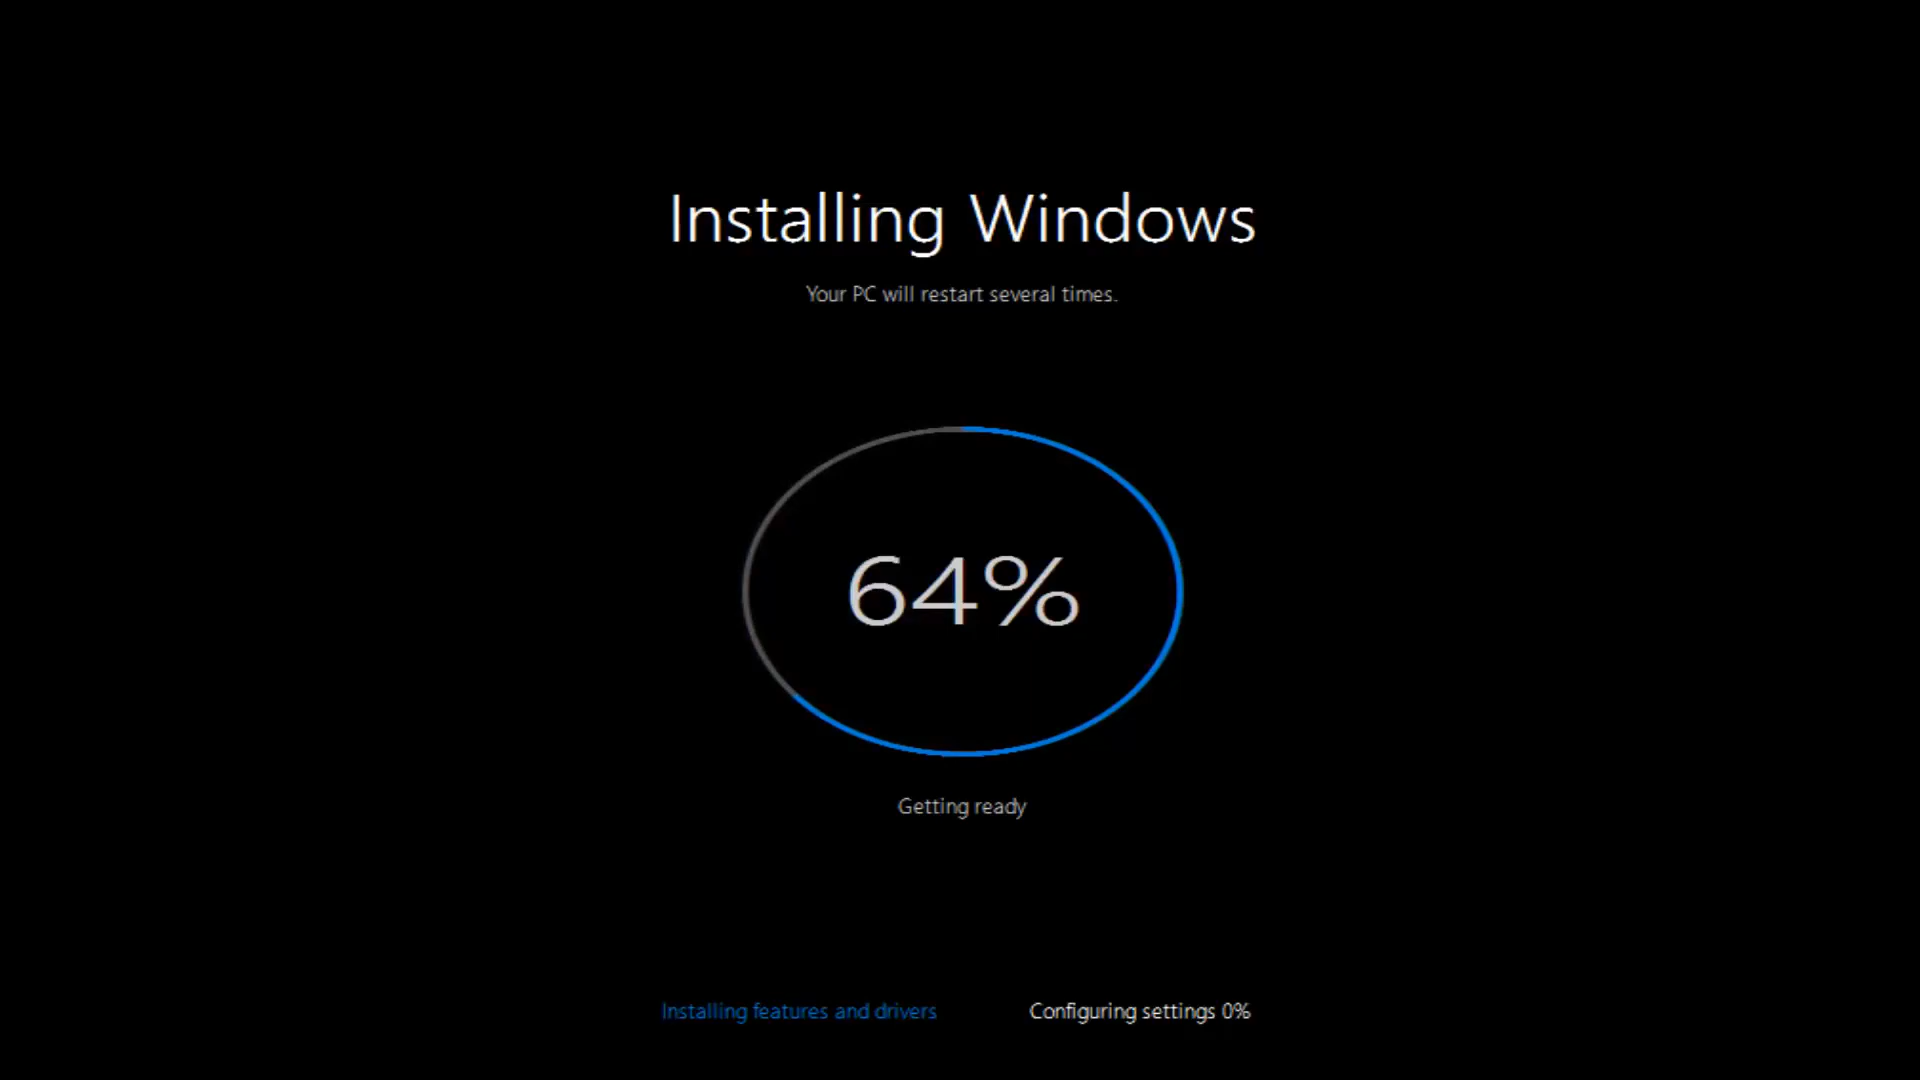 Installing Windows
Your PC will restart several times.
64%
Getting ready
Installing features and drivers
Configuring settings 0%